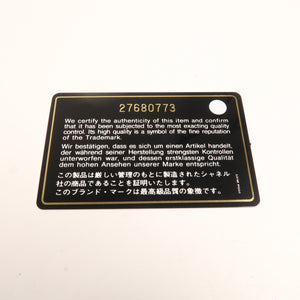 27680773
We certify the authenticity of this item and confirm
that it has been subjected to the most exacting quality
control. Its high quality is a symbol of the fine reputation
of the Trademark.
Wir bestätigen, dass es sich um einen Artikel handelt,
der während seiner Herstellung strengsten Kontrollen
unterworfen war, und dessen erstklassige Qualität
dem hohen Ansehen unserer Marke entspricht.
この製品は厳しい管理のもとに製造されたシャネル
社の商品であることを証明いたします。
このブランド・マークは最高級品質の象徴です。